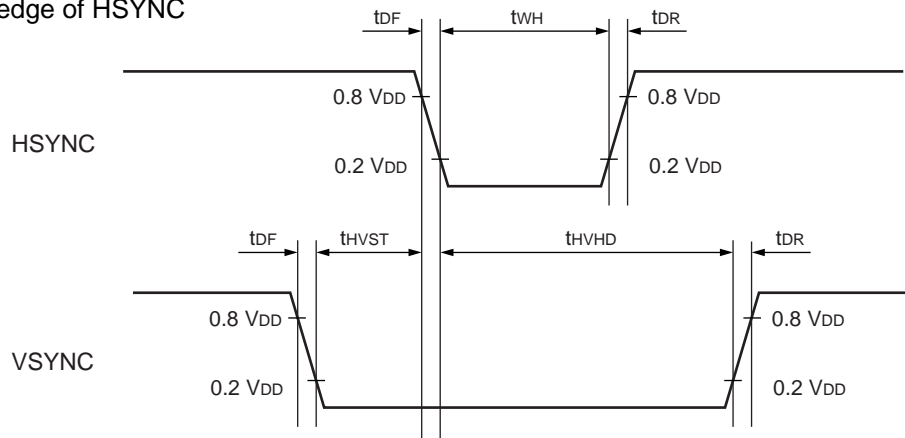 edge of HSYNC
tDF tWH tDR
0.8 VDD 0.8 VDD
HSYNC
0.2 VDD 0.2 VDD
tDF tHVST tHVHD tDR
0.8 VDD 0.8 VDD
VSYNC
0.2 VDD 0.2 VDD